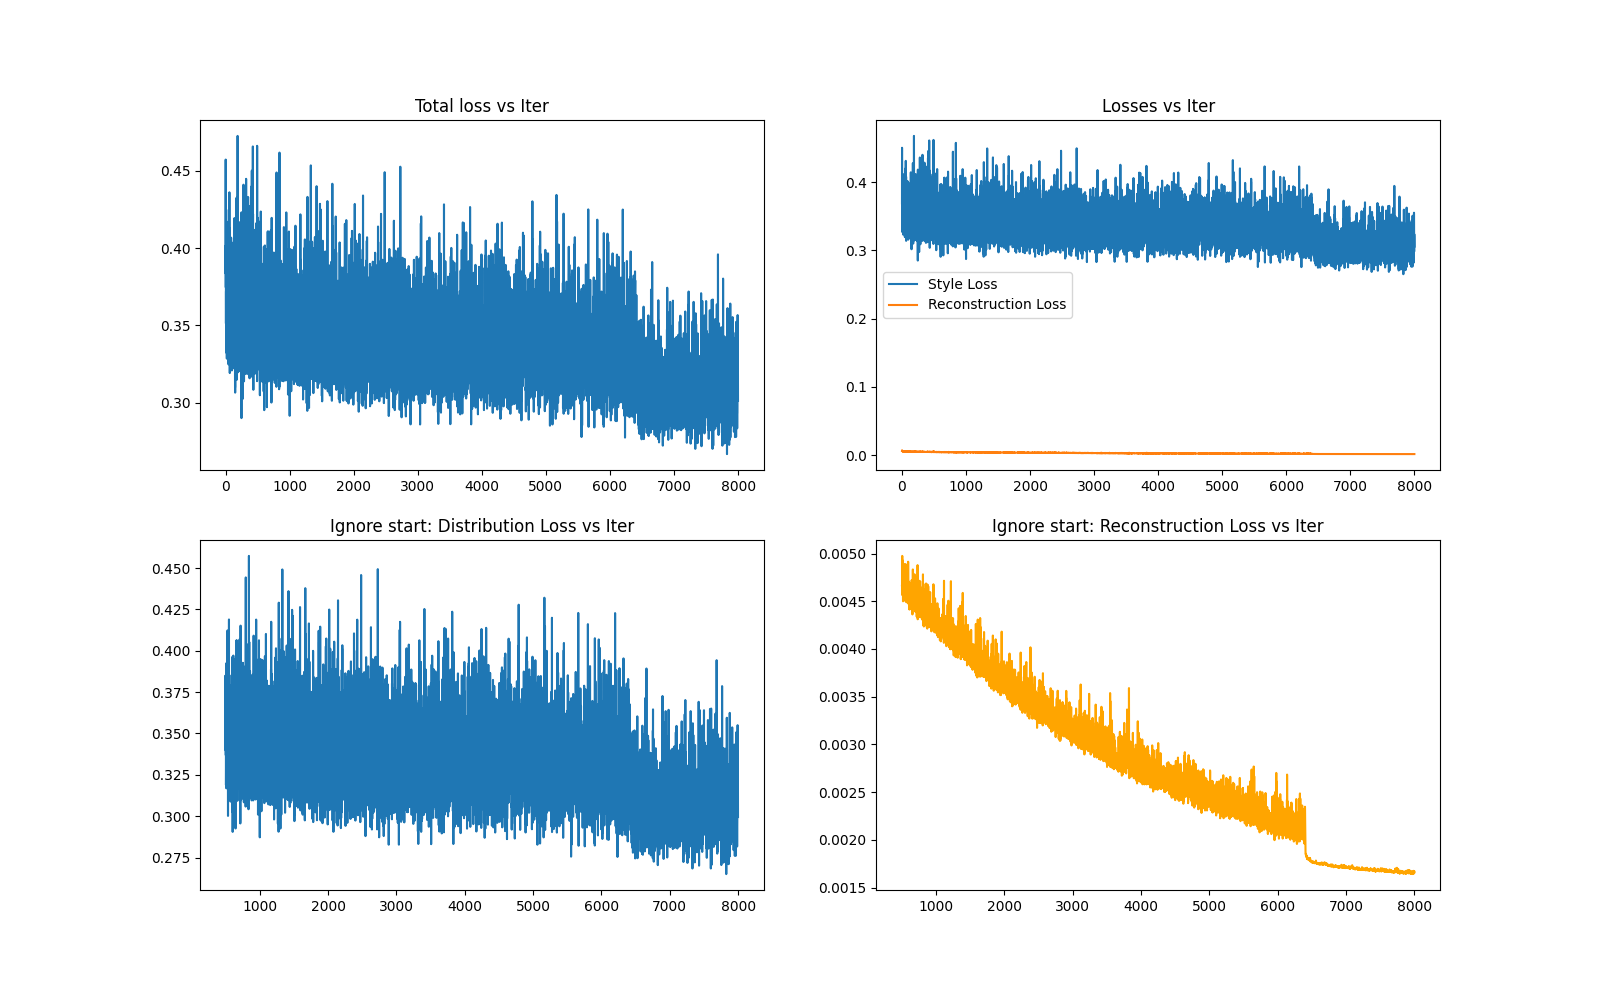 Total loss vs Iter
0.45
0.40
0.35
0.30
0 1000 2000 3000 4000 5000 6000 7000 8000
Losses vs Iter
0.4
0.3
0.2
0.1
0.0
Style Loss
Reconstruction Loss
0 1000 2000 3000 4000 5000 6000 7000 8000
Ignore start: Distribution Loss vs Iter
0.450
0.425
0.400
0.375
0.350
0.325
0.300
0.275
1000 2000 3000 4000 5000 6000 7000 8000
Ignore start: Reconstruction Loss vs Iter
0.0050
0.0045
0.0040
0.0035
0.0030
0.0025
0.0020
0.0015
1000 2000 3000 4000 5000 6000 7000 8000